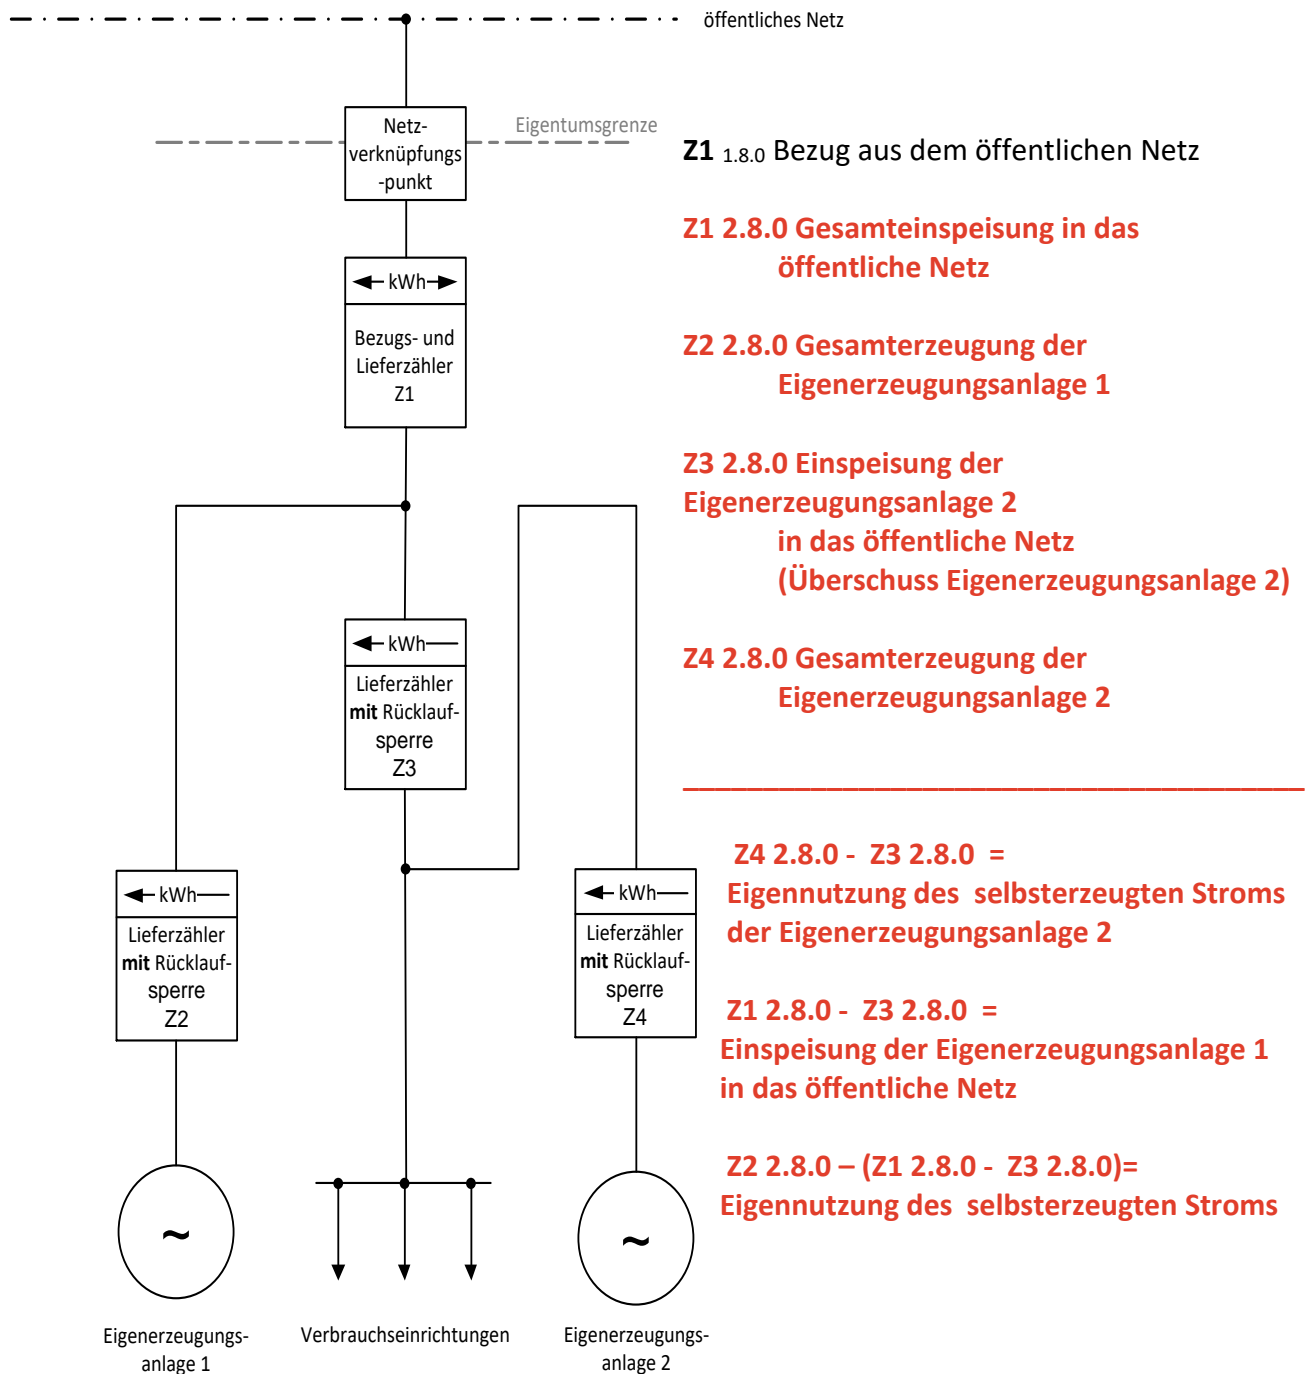 öffentliches Netz
Netz-
verknüpfungs
-punkt
Eigentumsgrenze
kWh
Bezugs- und
Lieferzähler
Z1
kWh
Lieferzähler
mit Rücklauf-
sperre
Z3
kWh
Lieferzähler
mit Rücklauf-
sperre
Z2
kWh
Lieferzähler
mit Rücklauf-
sperre
Z4
~
~
Eigenerzeugungs-
anlage 1
Verbrauchseinrichtungen
Eigenerzeugungs-
anlage 2
Z1 1.8.0 Bezug aus dem öffentlichen Netz
Z1 2.8.0 Gesamteinspeisung in das
öffentliche Netz
Z2 2.8.0 Gesamterzeugung der
Eigenerzeugungsanlage 1
Z3 2.8.0 Einspeisung der
Eigenerzeugungsanlage 2
in das öffentliche Netz
(Überschuss Eigenerzeugungsanlage 2)
Z4 2.8.0 Gesamterzeugung der
Eigenerzeugungsanlage 2
Z4 2.8.0 - Z3 2.8.0 =
Eigennutzung des selbsterzeugten Stroms
der Eigenerzeugungsanlage 2
Z1 2.8.0 - Z3 2.8.0 =
Einspeisung der Eigenerzeugungsanlage 1
in das öffentliche Netz
Z2 2.8.0 – (Z1 2.8.0 - Z3 2.8.0)=
Eigennutzung des selbsterzeugten Stroms